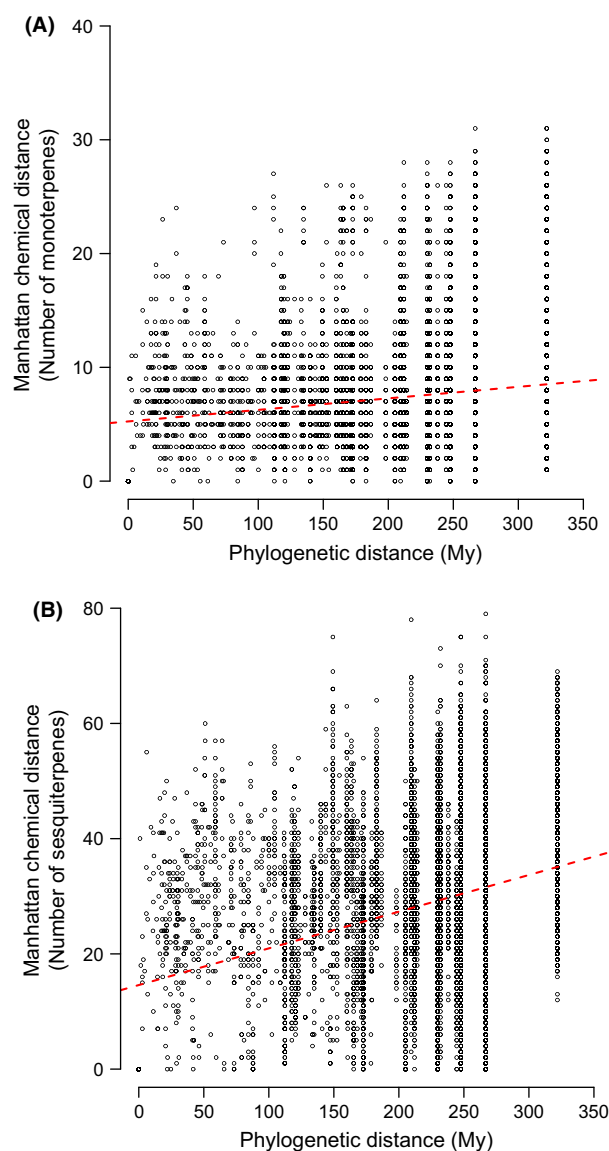 (A)
Manhattan chemical distance
(Number of monoterpenes)
40
30
20
10
0
0 50 100 150 200 250 300 350
Phylogenetic distance (My)
(B)
Manhattan chemical distance
(Number of sesquiterpenes)
80
60
40
20
0
0 50 100 150 200 250 300 350
Phylogenetic distance (My)